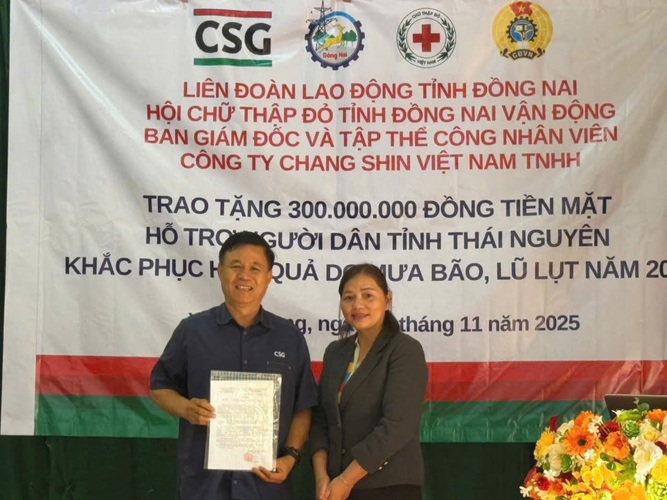 CSG
Đồng Nai
CHỮ THẬP ĐỎ
VIỆT NAM
CĐVN
LIÊN ĐOÀN LAO ĐỘNG TỈNH ĐỒNG NAI
HỘI CHỮ THẬP ĐỎ TỈNH ĐỒNG NAI VẬN ĐỘNG
BAN GIÁM ĐỐC VÀ TẬP THỂ CÔNG NHÂN VIÊN
CÔNG TY CHANG SHIN VIỆT NAM TNHH
TRAO TẶNG 300.000.000 ĐỒNG TIỀN MẶT
HỖ TRỢ NGƯỜI DÂN TỈNH THÁI NGUYÊN
KHẮC PHỤC QUẢ DO MƯA BÃO, LŨ LỤT NĂM
tháng 11 năm 2025
CSG